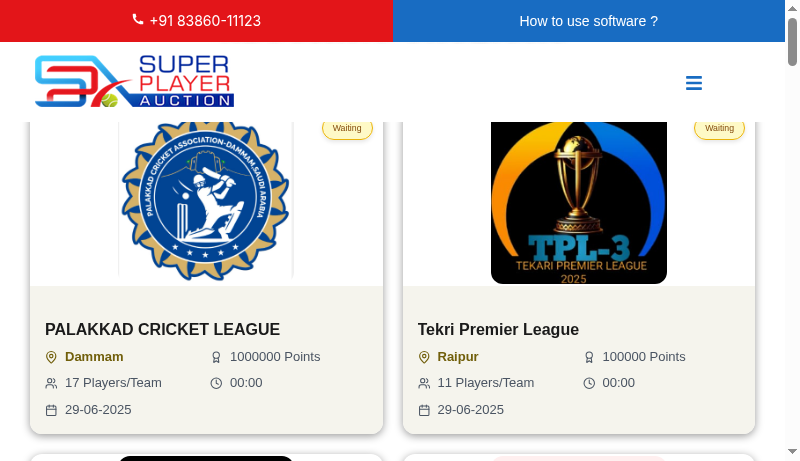 +91 83860-11123
How to use software ?
SUPER
PLAYER
AUCTION
Waiting
PALAKKAD CRICKET ASSOCIATION-DAMMAM, SAUDI ARABIA
PALAKKAD CRICKET LEAGUE
Dammam
1000000 Points
17 Players/Team
00:00
29-06-2025
Waiting
TPL-3
TEKARI PREMIER LEAGUE
2025
Tekri Premier League
Raipur
100000 Points
11 Players/Team
00:00
29-06-2025